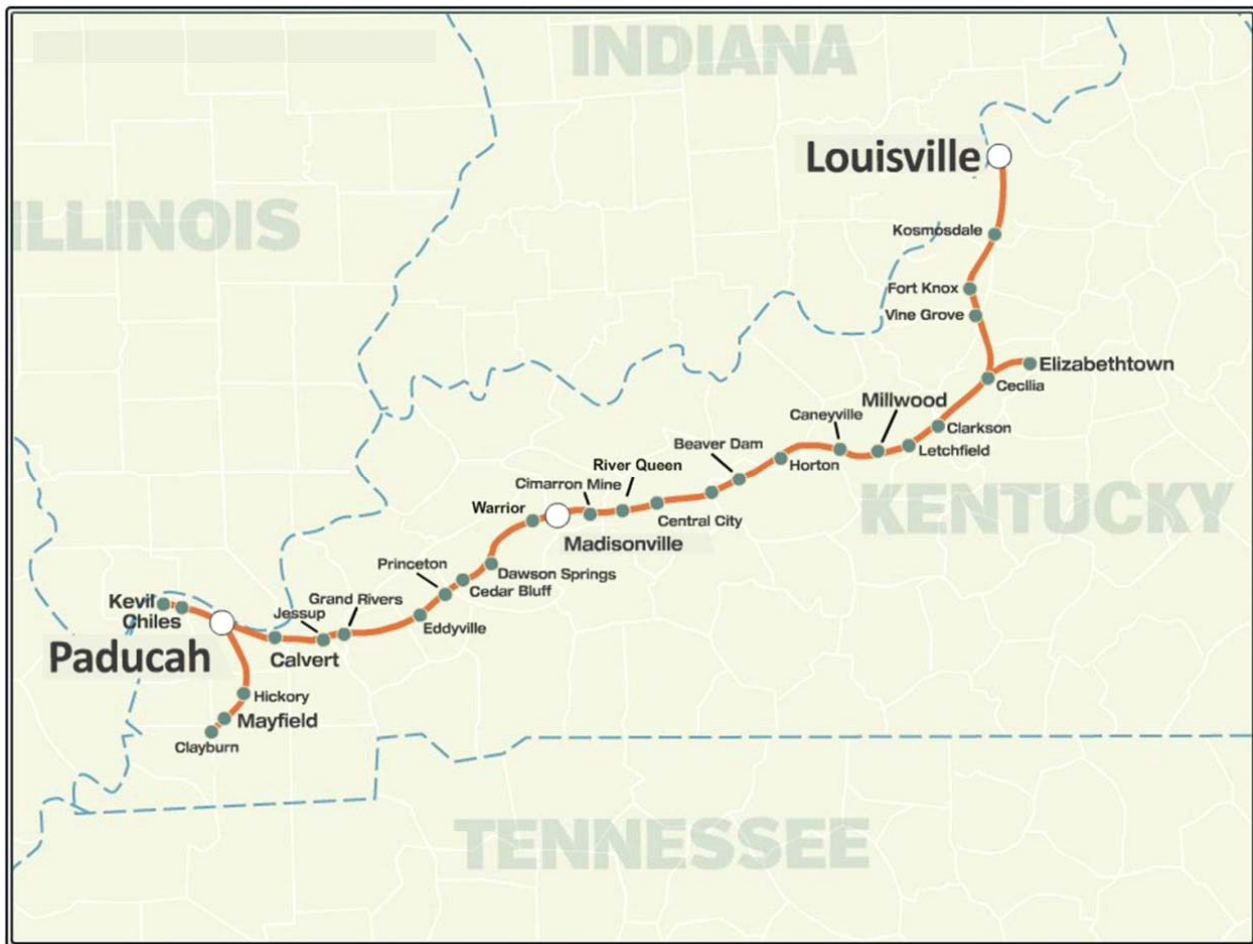 INDIANA
Louisville
ILLINOIS
Kosmosdale
Fort Knox
Vine Grove
Elizabethtown
Cecilia
Millwood
Caneyville
Clarkson
Beaver Dam
Letchfield
Horton
River Queen
Cimarron Mine
KENTUCKY
Warrior
Central City
Madisonville
Princeton
Dawson Springs
Cedar Bluff
Kevil
Grand Rivers
Jessup
Chiles
Eddyville
Paducah
Calvert
Hickory
Mayfield
Clayburn
TENNESSEE